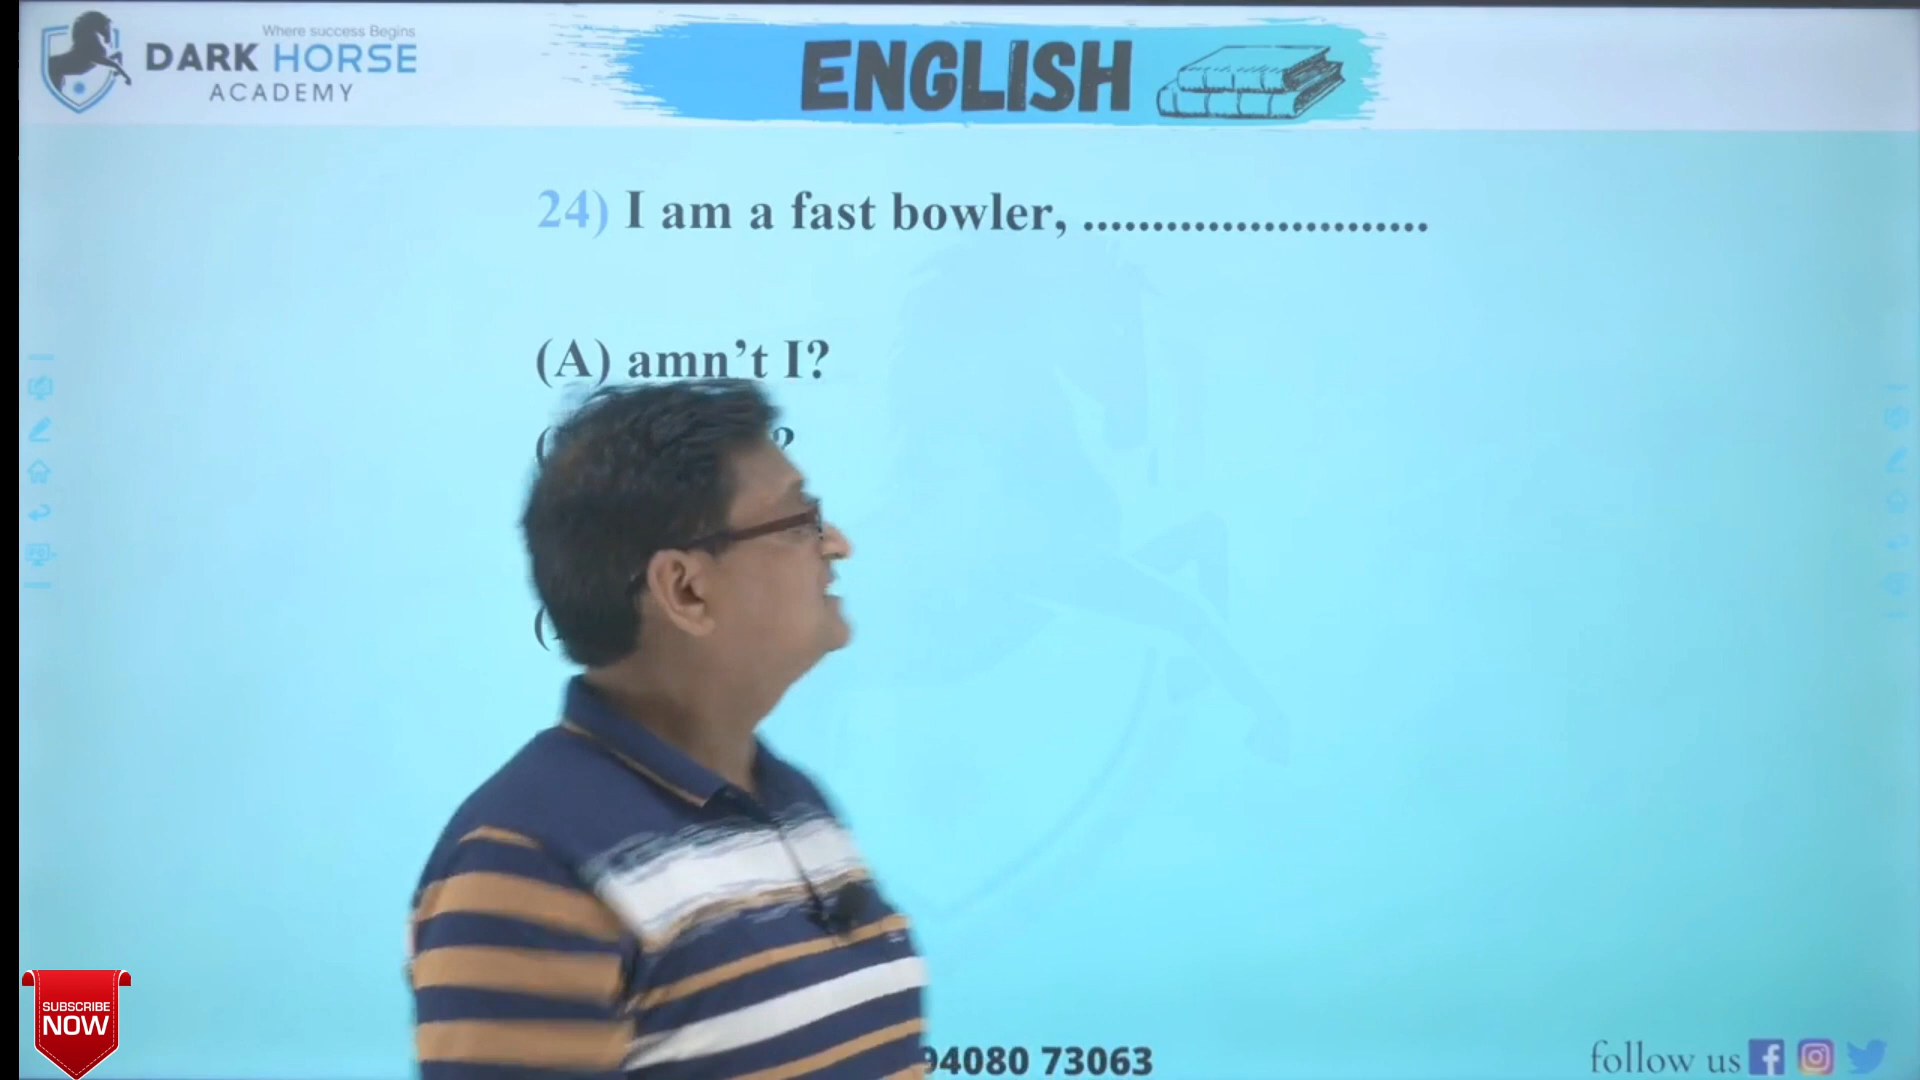 Where success Begins
DARK HORSE
ACADEMY
ENGLISH
24) I am a fast bowler, .........................
(A) amn’t I?
SUBSCRIBE
NOW
94080 73063
follow us